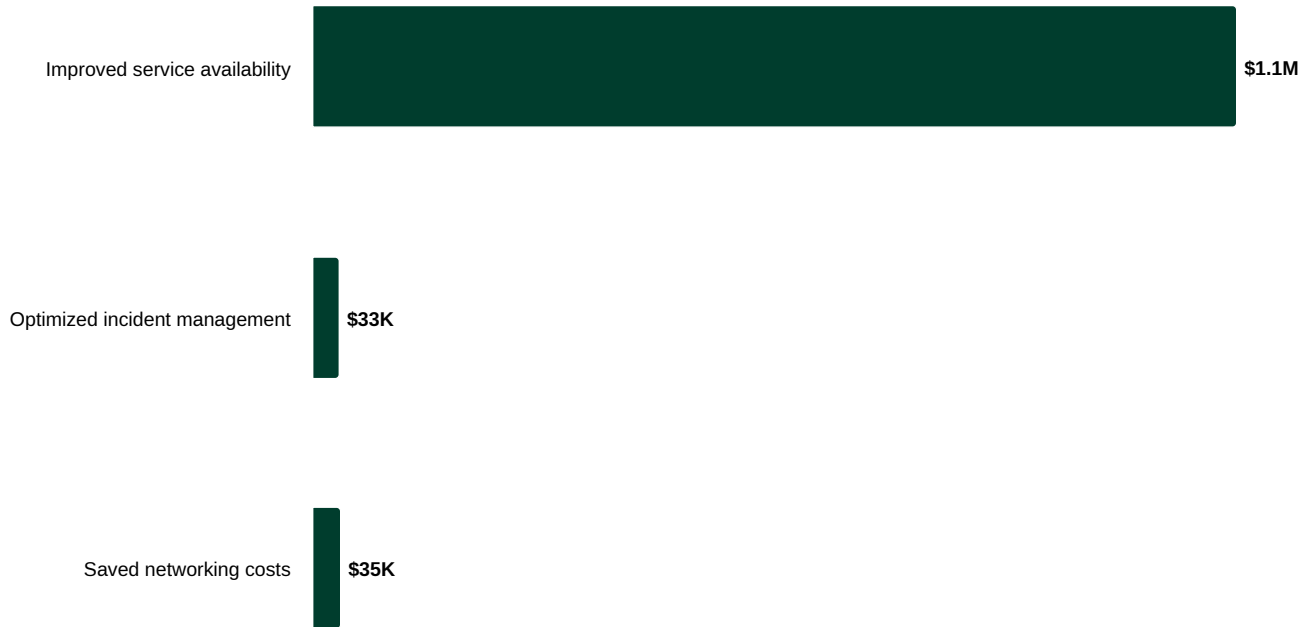 Improved service availability
$1.1M
Optimized incident management
$33K
Saved networking costs
$35K